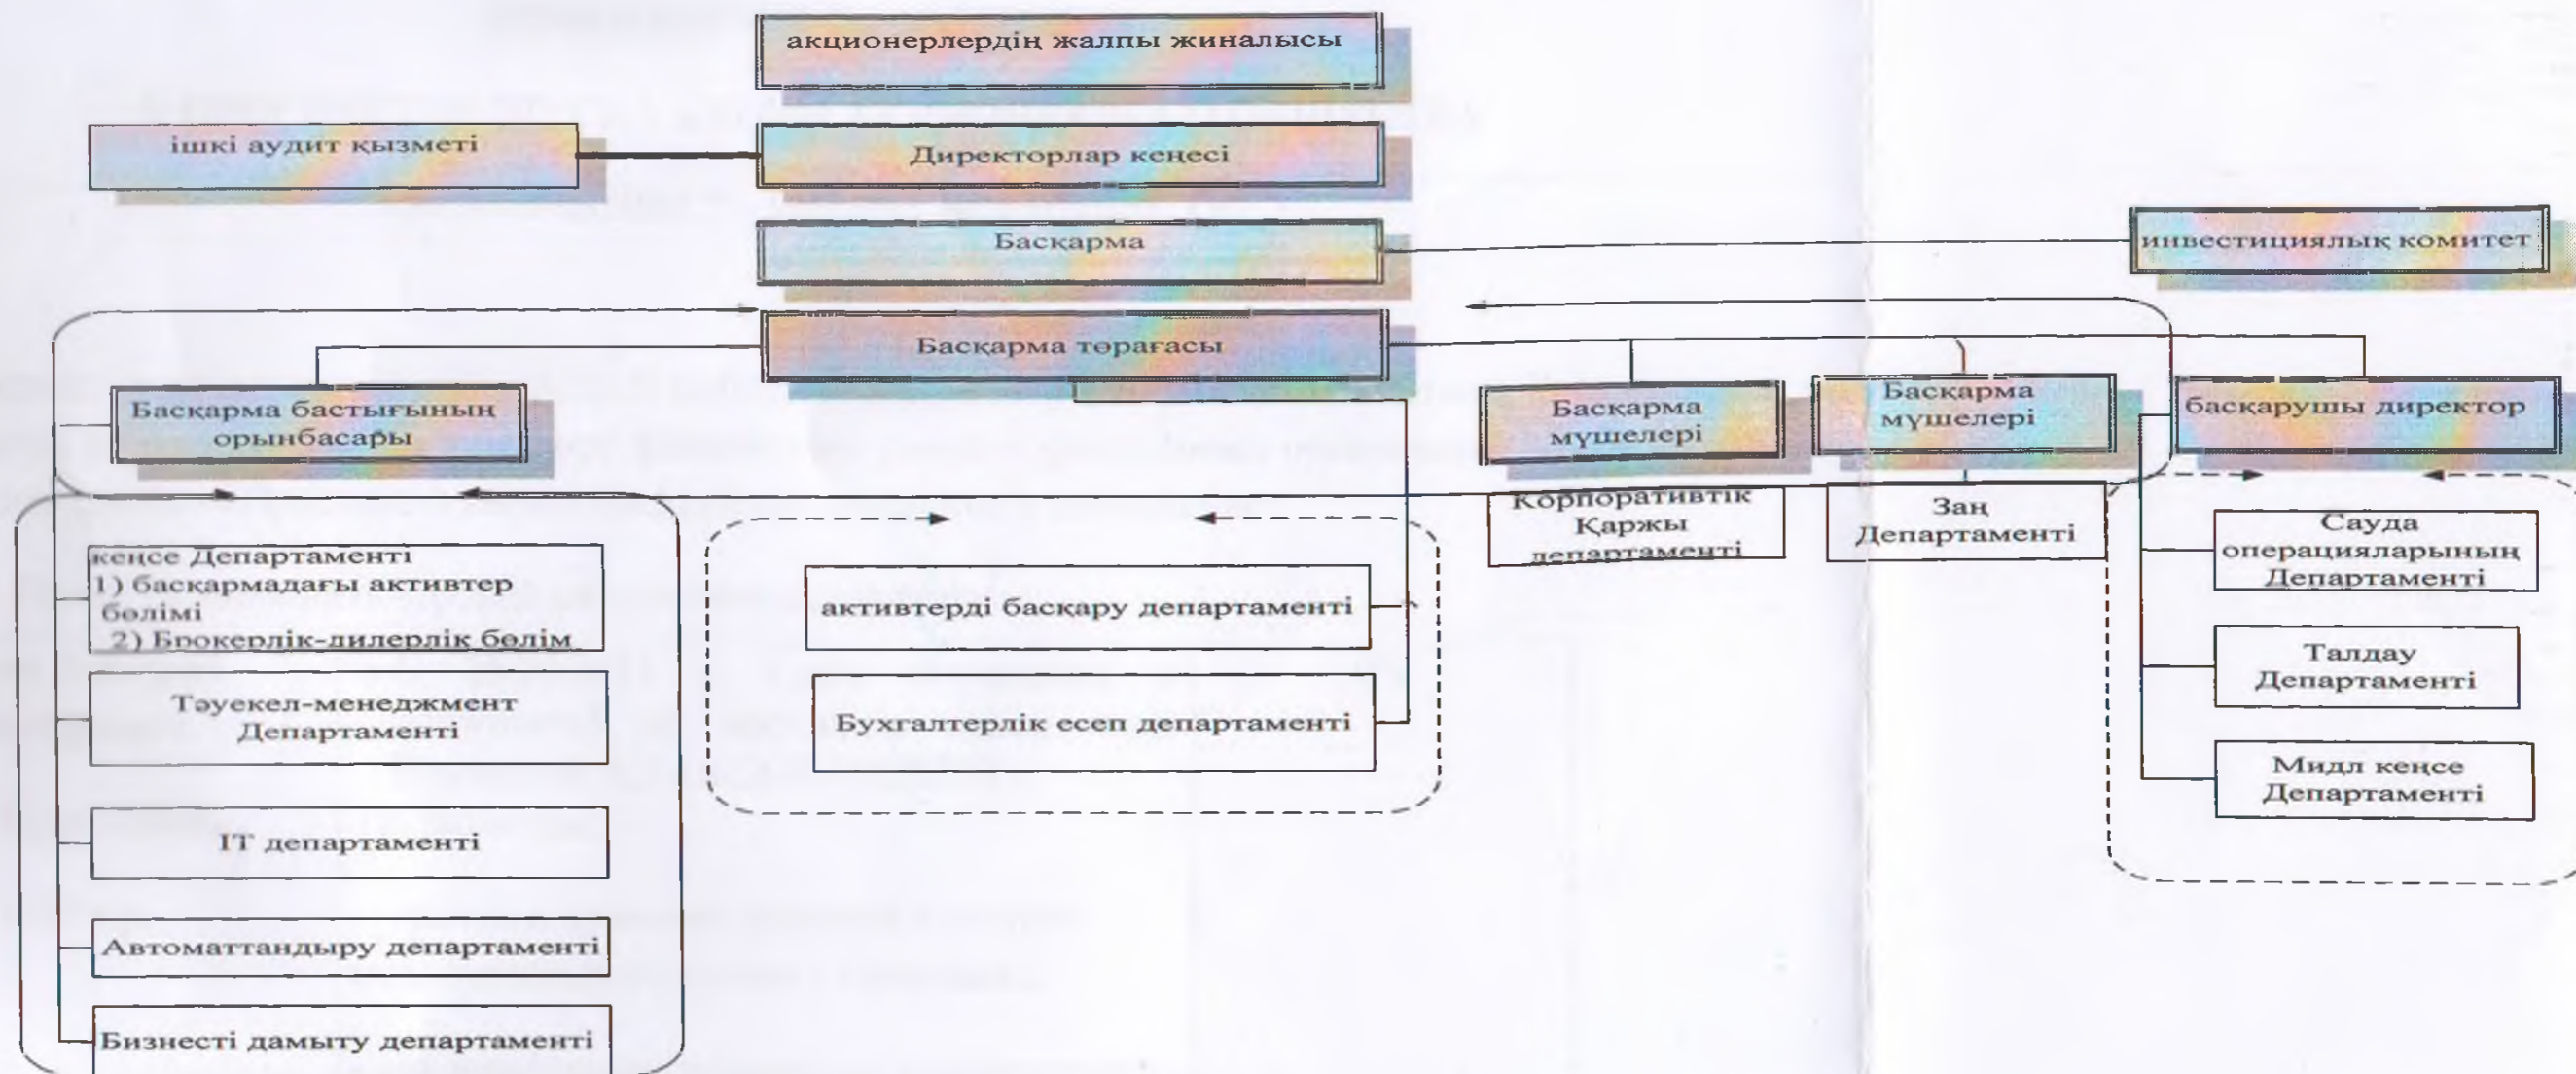 акционерлердің жалпы жиналысы
ішкі аудит қызметі
Директорлар кеңесі
Басқарма
инвестициялық комитет
Басқарма төрағасы
Басқарма бастығының
орынбасары
Басқарма
мүшелері
Басқарма
мүшелері
басқарушы директор
кеңсе Департаменті
1) басқармадағы активтер
бөлімі
2) Брокерлік-дилерлік бөлім
Тәуекел-менеджмент
Департаменті
IT департаменті
Автоматтандыру департаменті
Бизнесті дамыту департаменті
активтерді басқару департаменті
Бухгалтерлік есеп департаменті
Корпоративтік
Қаржы
департаменті
Заң
Департаменті
Сауда
операцияларының
Департаменті
Талдау
Департаменті
Мидл кеңсе
Департаменті